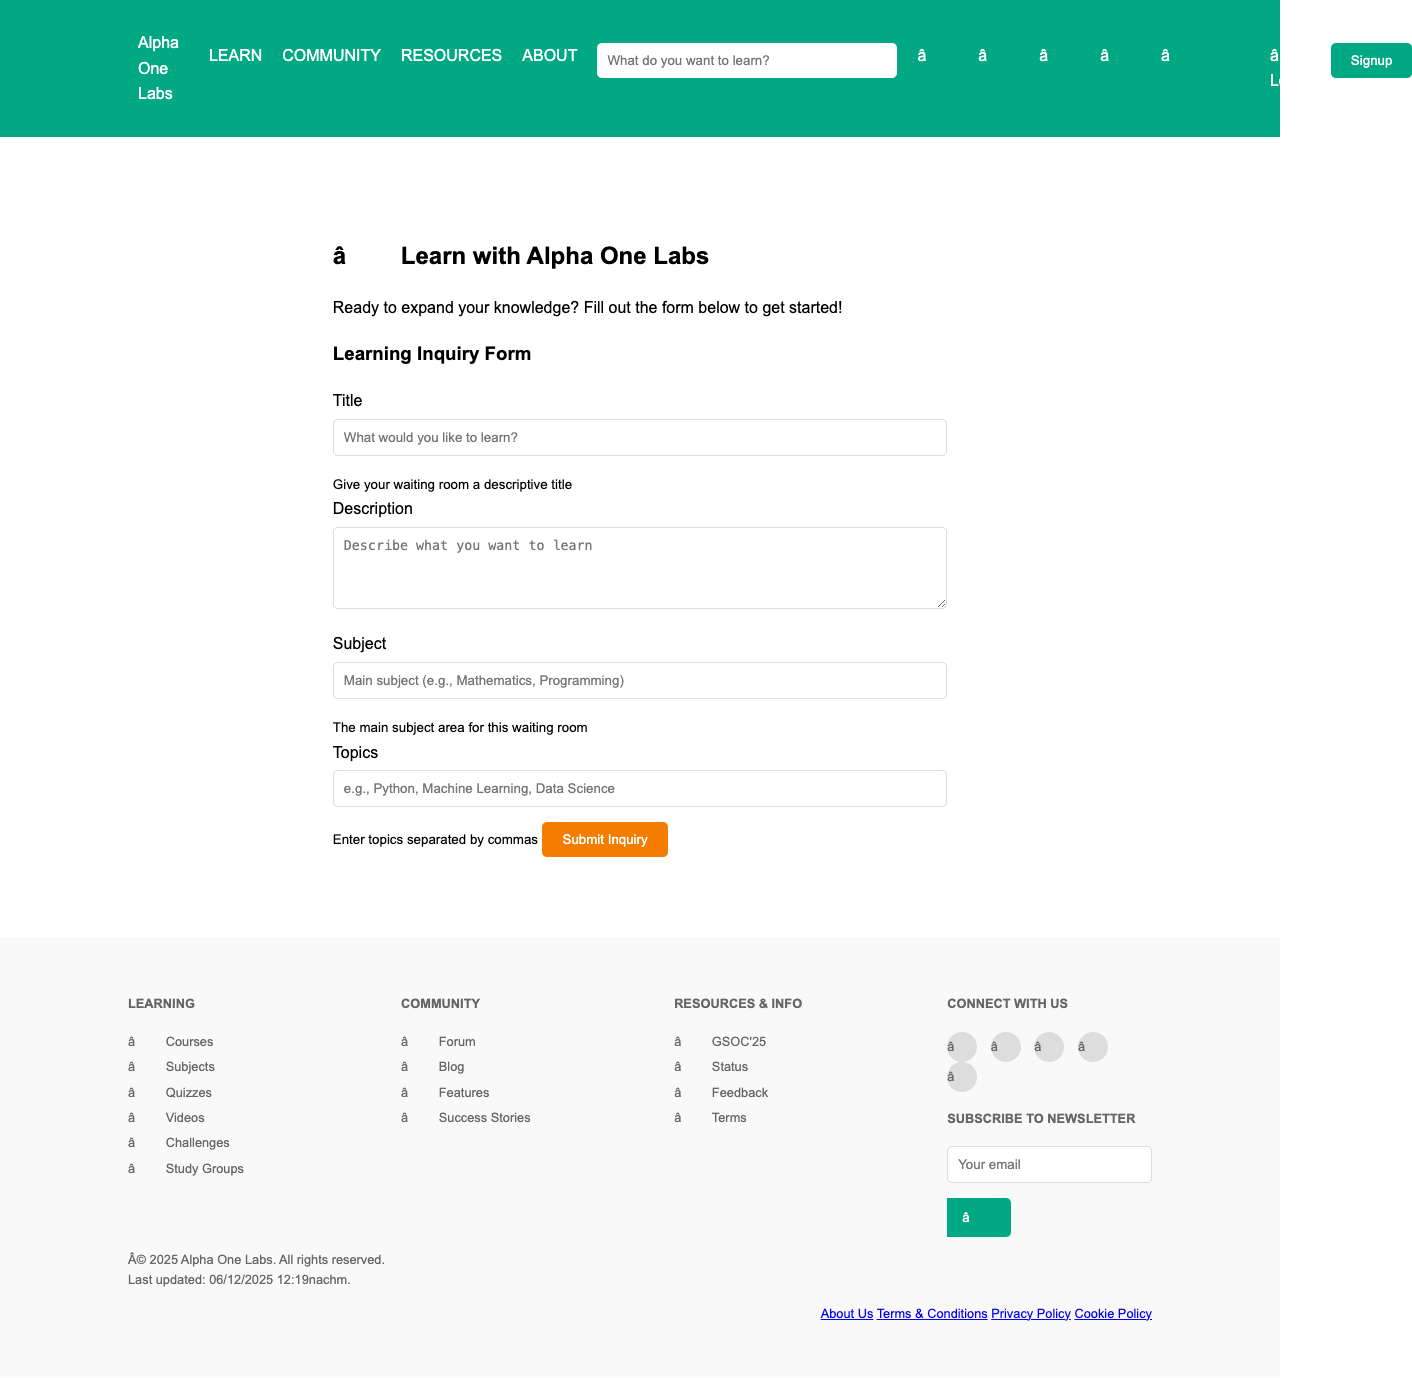 Alpha
One
Labs
LEARN COMMUNITY RESOURCES ABOUT What do you want to learn? â â â â â â Signup
Learn with Alpha One Labs
Ready to expand your knowledge? Fill out the form below to get started!
Learning Inquiry Form
Title
What would you like to learn?
Give your waiting room a descriptive title
Description
Describe what you want to learn
Subject
Main subject (e.g., Mathematics, Programming)
The main subject area for this waiting room
Topics
e.g., Python, Machine Learning, Data Science
Enter topics separated by commas Submit Inquiry
LEARNING
â Courses
â Subjects
â Quizzes
â Videos
â Challenges
â Study Groups
COMMUNITY
â Forum
â Blog
â Features
â Success Stories
RESOURCES & INFO
â GSOC'25
â Status
â Feedback
â Terms
CONNECT WITH US
â â â â
â
SUBSCRIBE TO NEWSLETTER
Your email
â
Â© 2025 Alpha One Labs. All rights reserved.
Last updated: 06/12/2025 12:19nachm.
About Us Terms & Conditions Privacy Policy Cookie Policy